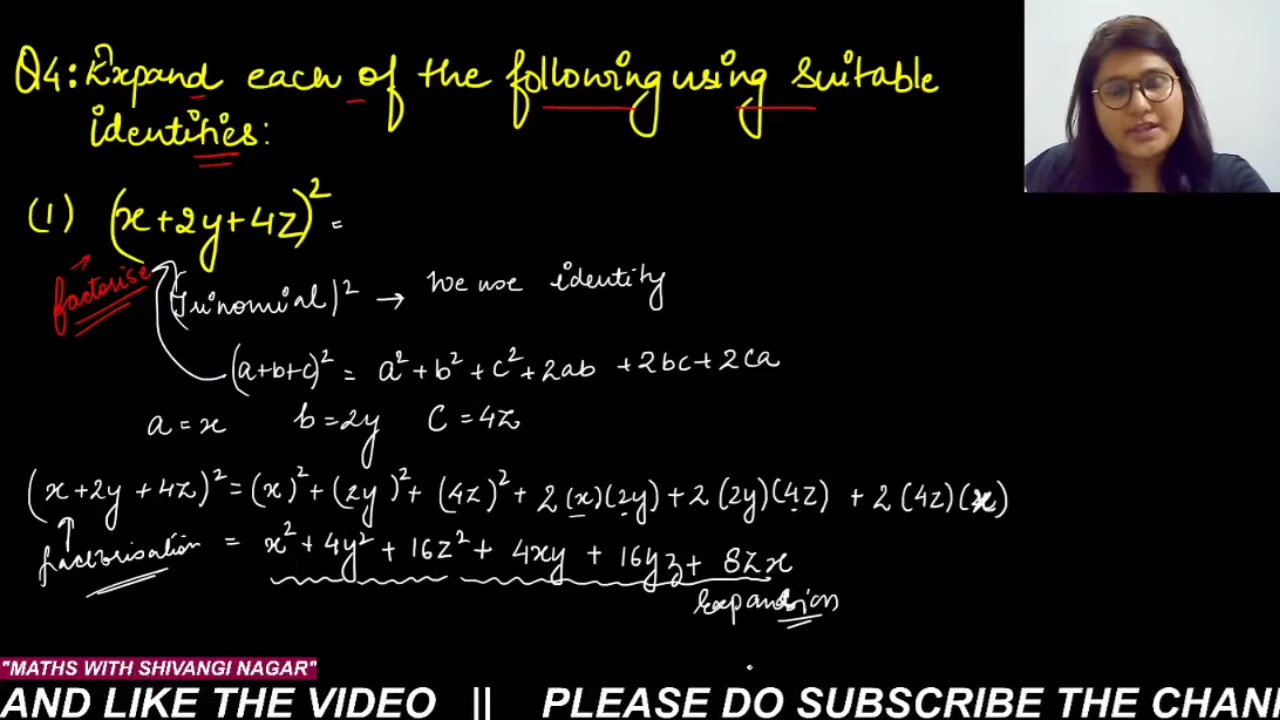 Q4: Expand each of the following using suitable
identities:
(1) (x+2y+4z)² =
factorise
(Trinomial)² → We use identity
(a+b+c)² = a² + b² + c² + 2ab + 2bc + 2ca
a = x b = 2y C = 4z
(x+2y+4z)² = (x)² + (2y)² + (4z)² + 2(x)(2y) + 2(2y)(4z) + 2(4z)(x)
factorisation = x² + 4y² + 16z² + 4xy + 16yz + 8zx
Expansion
"MATHS WITH SHIVANGI NAGAR"
AND LIKE THE VIDEO || PLEASE DO SUBSCRIBE THE CHAN